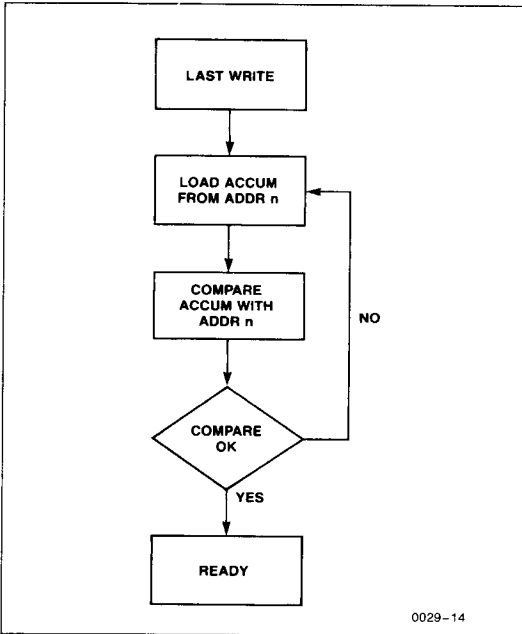 LAST WRITE
LOAD ACCUM
FROM ADDR n
COMPARE
ACCUM WITH
ADDR n
NO
COMPARE
OK
YES
READY
0029-14